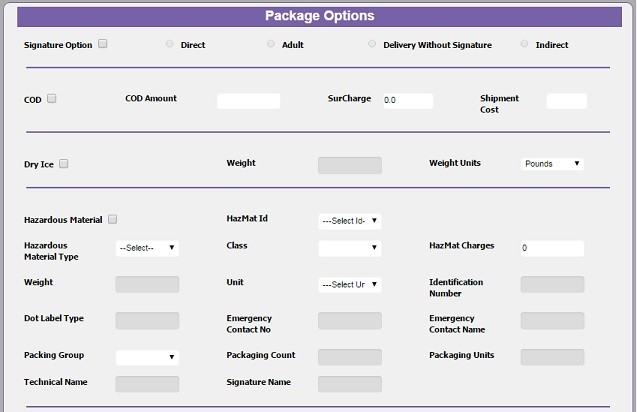 Package Options
Signature Option Direct Adult Delivery Without Signature Indirect
COD COD Amount SurCharge 0.0 Shipment
Cost
Dry Ice Weight Weight Units Pounds
Hazardous Material HazMat Id ---Select Id-
Hazardous
Material Type --Select-- Class HazMat Charges 0
Weight Unit ---Select Ur Identification
Number
Dot Label Type Emergency
Contact No Emergency
Contact Name
Packing Group Packaging Count Packaging Units
Technical Name Signature Name